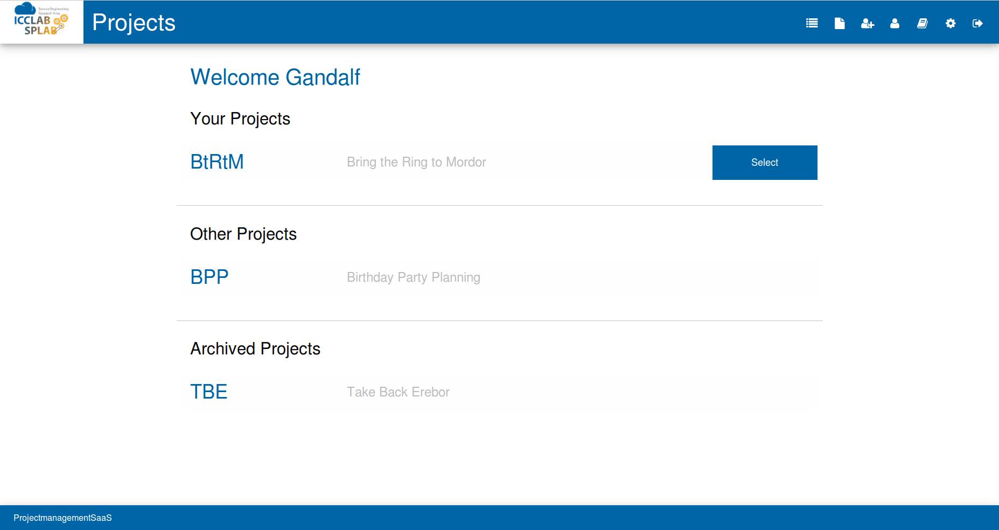 Service Engineering
Research Area
ICCLAB
SPLAB
Projects
Welcome Gandalf
Your Projects
BtRtM
Bring the Ring to Mordor
Select
Other Projects
BPP
Birthday Party Planning
Archived Projects
TBE
Take Back Erebor
ProjectmanagementSaaS